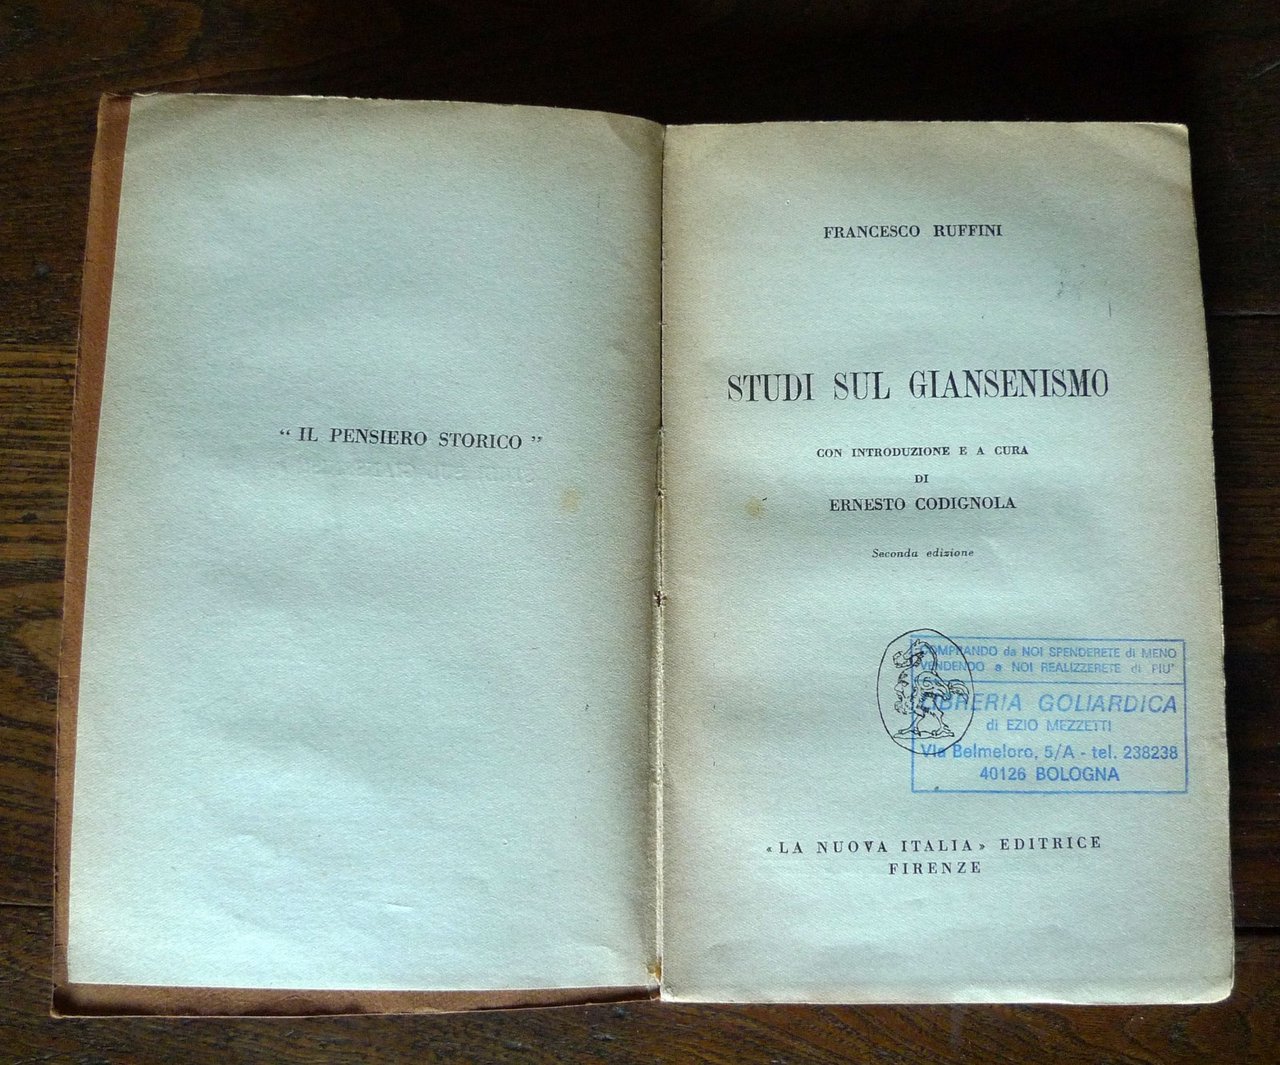 “ IL PENSIERO STORICO ”
FRANCESCO RUFFINI
STUDI SUL GIANSENISMO
CON INTRODUZIONE E A CURA
DI
ERNESTO CODIGNOLA
Seconda edizione
COMPRANDO da NOI SPENDERETE di MENO
VENDENDO a NOI REALIZZERETE di PIU'
LIBRERIA GOLIARDICA
di EZIO MEZZETTI
Via Belmeloro, 5/A - tel. 238238
40126 BOLOGNA
«LA NUOVA ITALIA» EDITRICE
FIRENZE